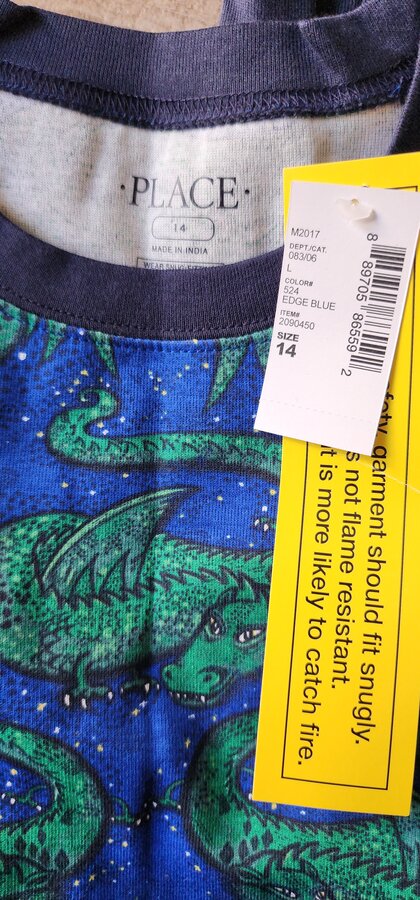 ·PLACE·
14
MADE IN INDIA
M2017
DEPT./CAT.
083/06
L
COLOR#
524
EDGE BLUE
ITEM#
2090450
SIZE
14
8 89705 86559 2
garment should fit snugly.
s not flame resistant.
it is more likely to catch fire.